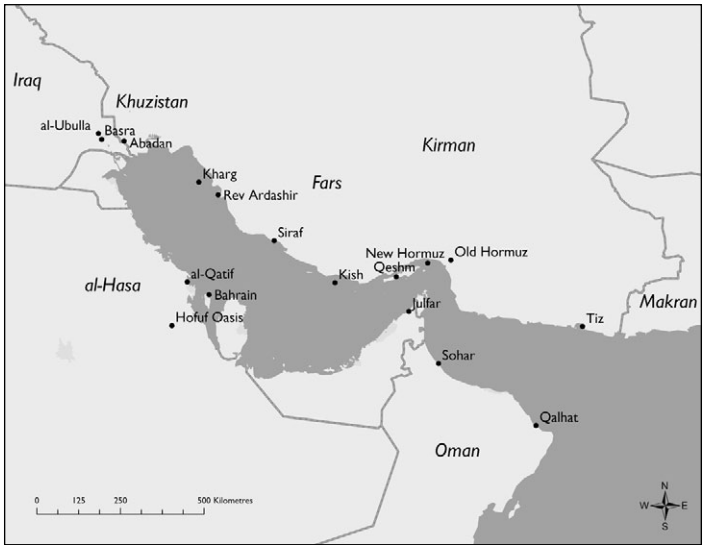 Iraq
Khuzistan
al-Ubulla
Basra
Abadan
Kirman
Kharg
Fars
Rev Ardashir
Siraf
New Hormuz
Old Hormuz
Qeshm
al-Qatif
Kish
al-Hasa
Bahrain
Makran
Julfar
Hofuf Oasis
Tiz
Sohar
Qalhat
Oman
0 125 250 500 Kilometres
N
W E
S